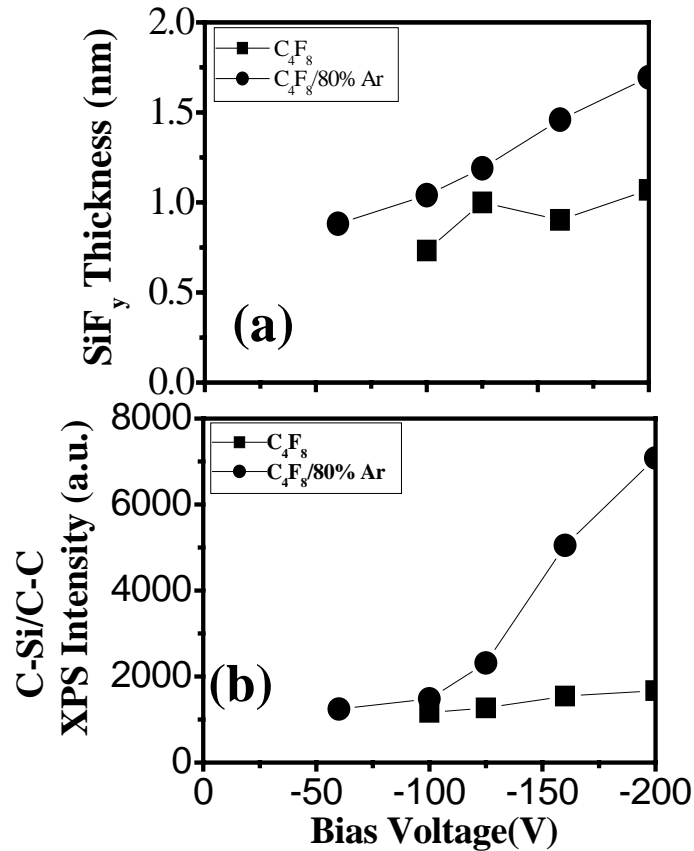 2.0
1.5
1.0
0.5
0.0
SiFy Thickness (nm)
C4F8
C4F8/80% Ar
(a)
8000
6000
4000
2000
0
C-Si/C-C
XPS Intensity (a.u.)
C4F8
C4F8/80% Ar
(b)
0 -50 -100 -150 -200
Bias Voltage(V)